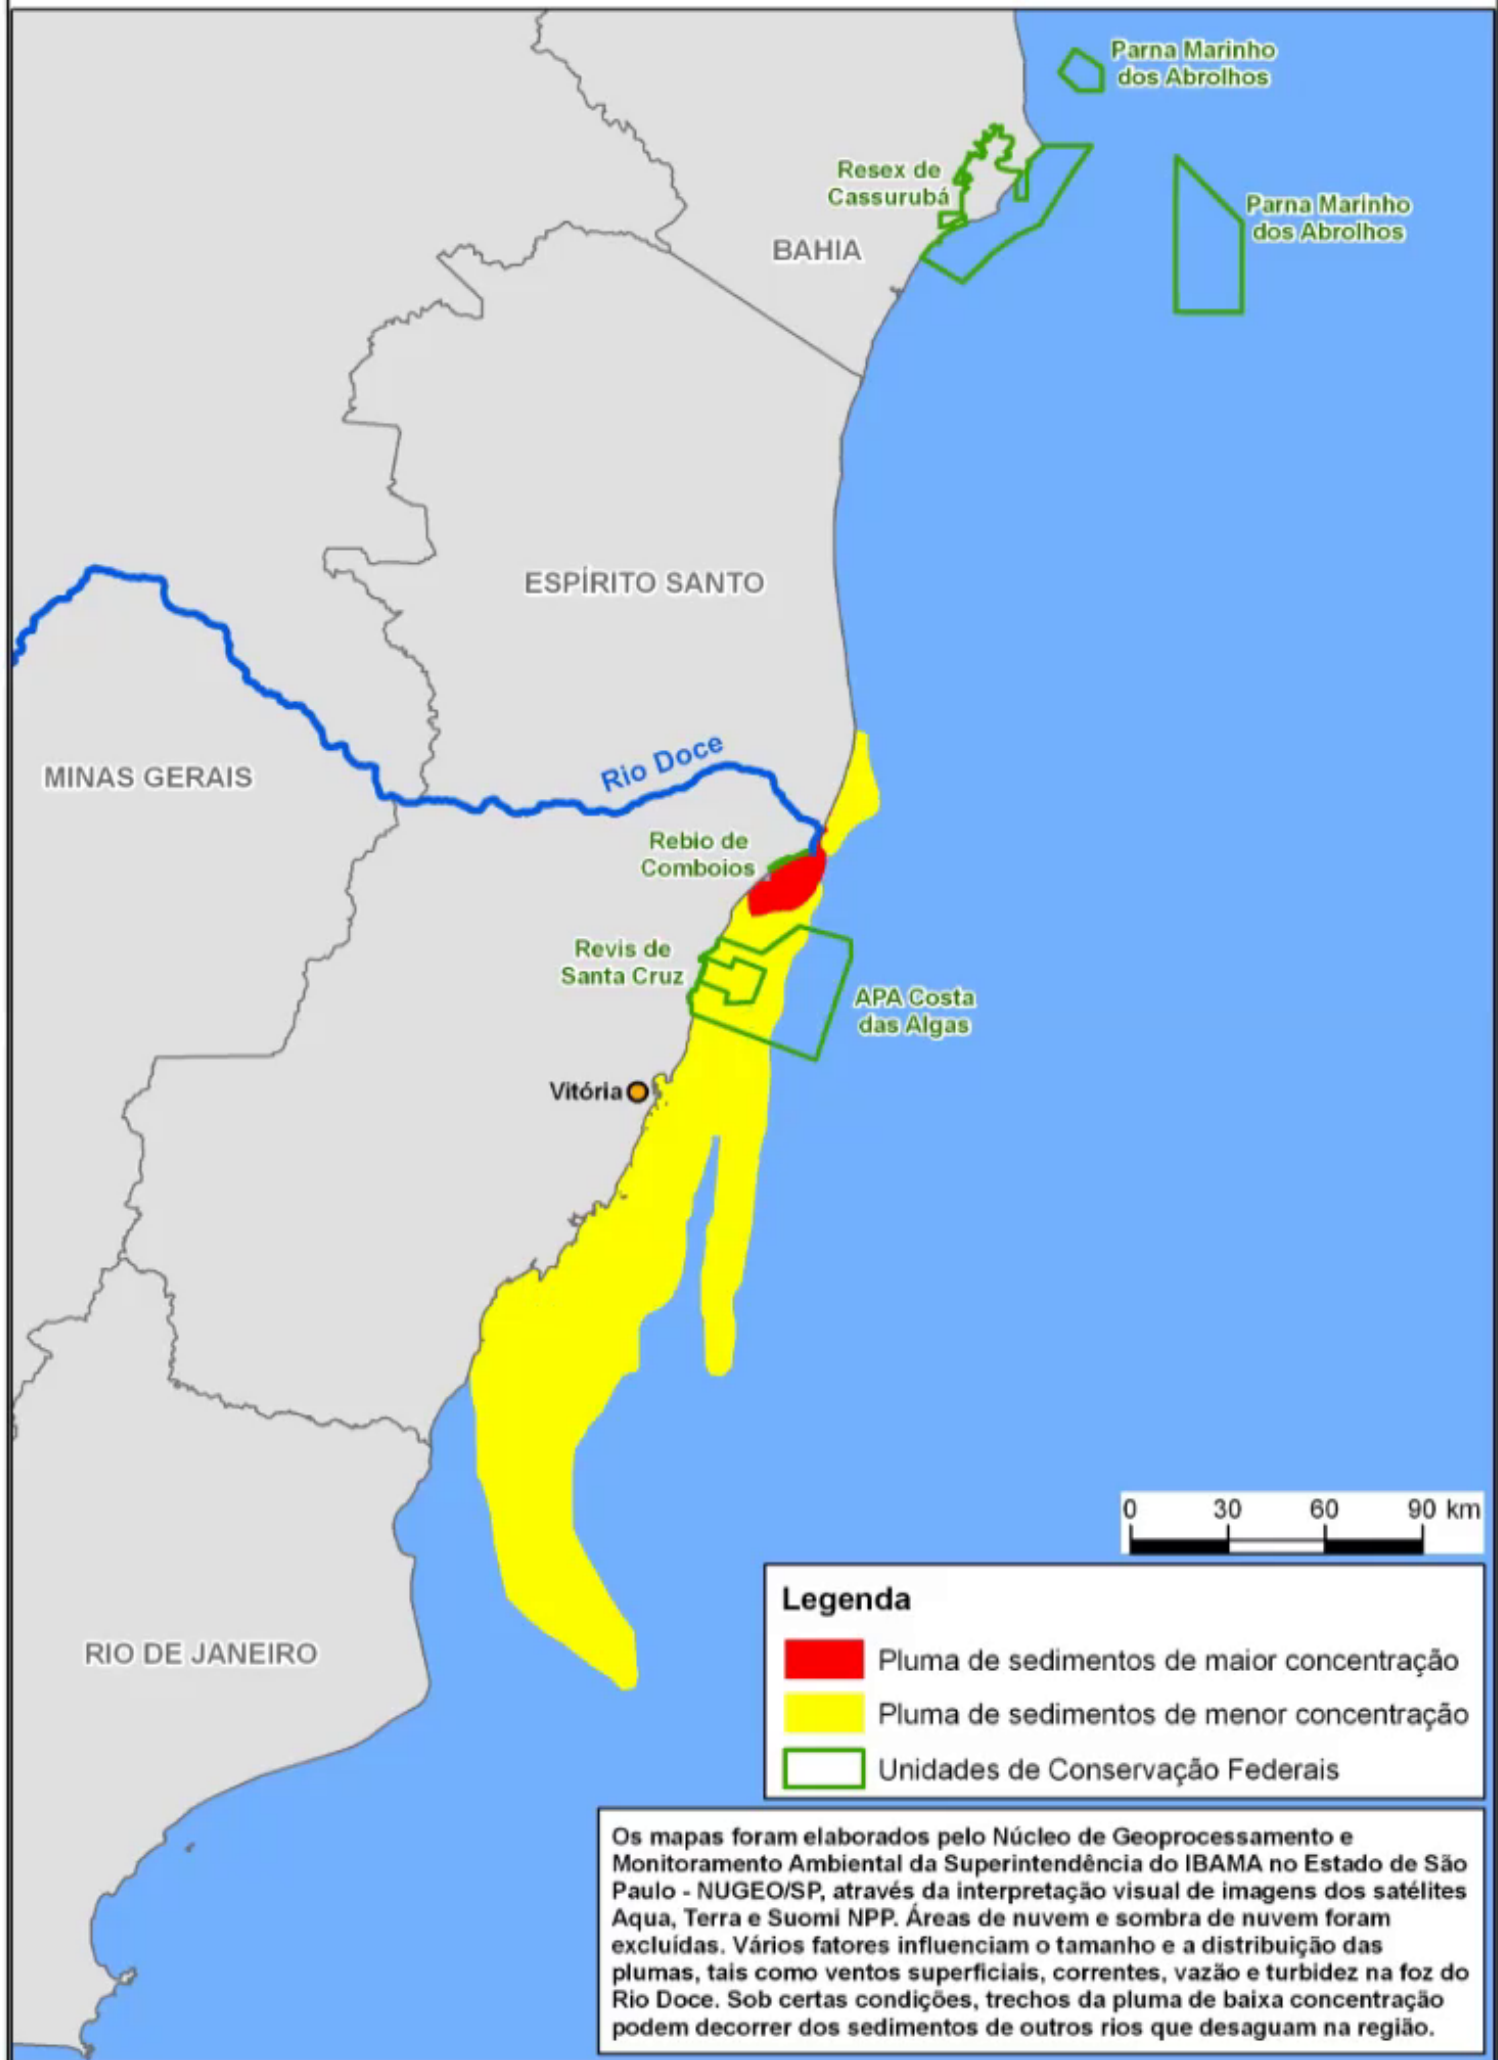 Parna Marinho
dos Abrolhos
Resex de
Cassurubá
Parna Marinho
dos Abrolhos
BAHIA
ESPÍRITO SANTO
Rio Doce
MINAS GERAIS
Rebio de
Comboios
Revis de
Santa Cruz
APA Costa
das Algas
Vitória
0 30 60 90 km
RIO DE JANEIRO
Legenda
Pluma de sedimentos de maior concentração
Pluma de sedimentos de menor concentração
Unidades de Conservação Federais
Os mapas foram elaborados pelo Núcleo de Geoprocessamento e
Monitoramento Ambiental da Superintendência do IBAMA no Estado de São
Paulo - NUGEO/SP, através da interpretação visual de imagens dos satélites
Aqua, Terra e Suomi NPP. Áreas de nuvem e sombra de nuvem foram
excluídas. Vários fatores influenciam o tamanho e a distribuição das
plumas, tais como ventos superficiais, correntes, vazão e turbidez na foz do
Rio Doce. Sob certas condições, trechos da pluma de baixa concentração
podem decorrer dos sedimentos de outros rios que desaguam na região.